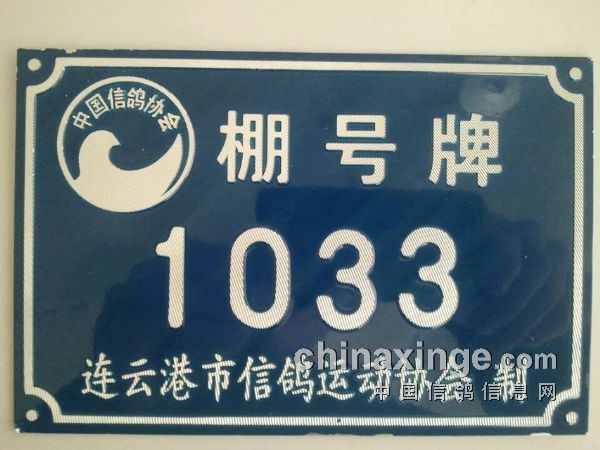 中国信鸽协会
棚号牌
1033
连云港市信鸽运动协会 制
chinaxinge.com
中国信鸽信息网